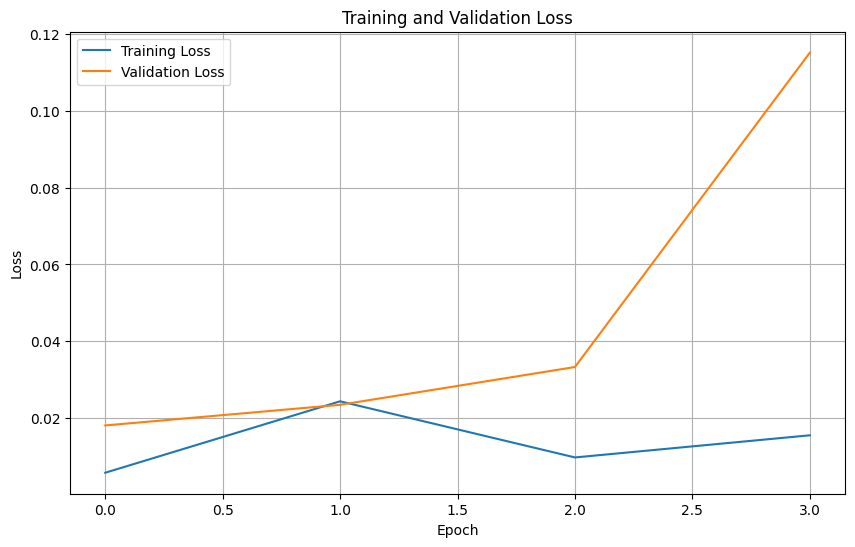 Training and Validation Loss
Training Loss
Validation Loss
0.12
0.10
0.08
0.06
0.04
0.02
Loss
0.0 0.5 1.0 1.5 2.0 2.5 3.0
Epoch